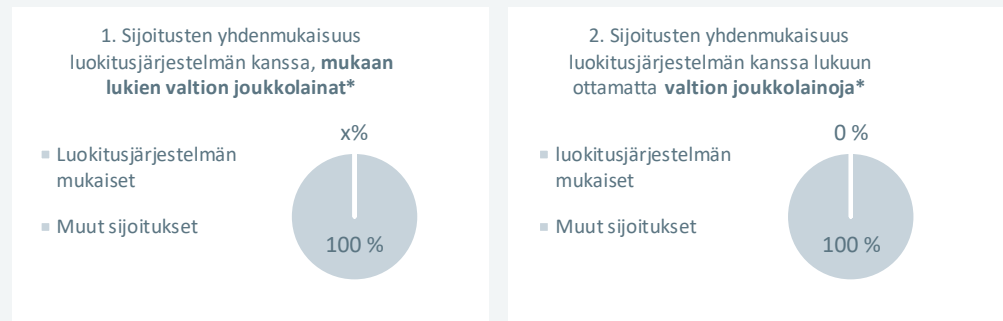 1. Sijoitusten yhdenmukaisuus
luokitusjärjestelmän kanssa, mukaan
lukien valtion joukkolainat*
x%
Luokitusjärjestelmän
mukaiset
Muut sijoitukset
100 %
2. Sijoitusten yhdenmukaisuus
luokitusjärjestelmän kanssa lukuun
ottamatta valtion joukkolainoja*
0 %
luokitusjärjestelmän
mukaiset
Muut sijoitukset
100 %